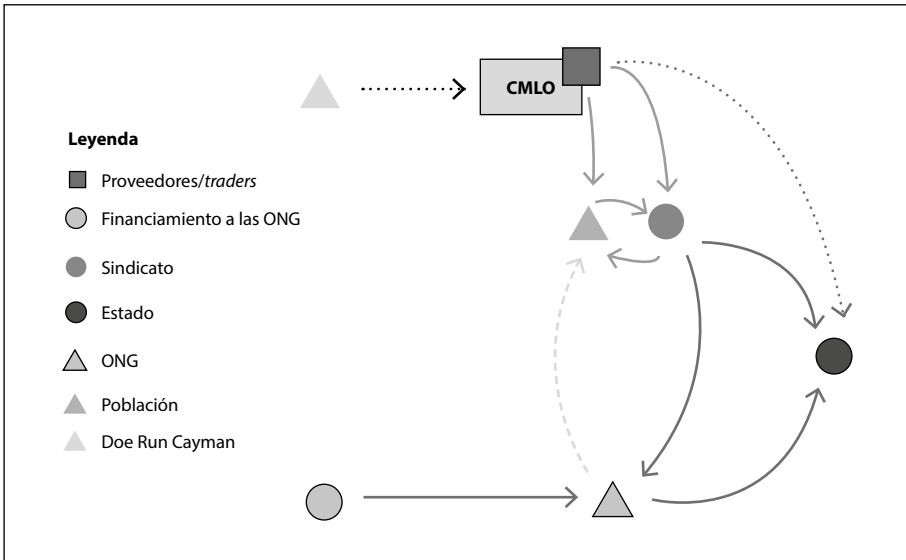 CMLO
Leyenda
Proveedores/traders
Financiamiento a las ONG
Sindicato
Estado
ONG
Población
Doe Run Cayman